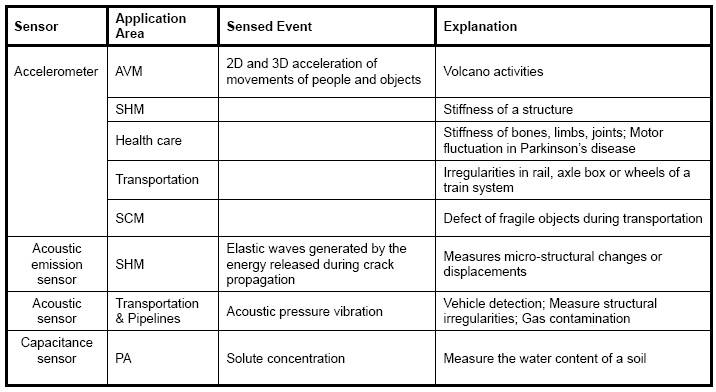 Sensor Application Area Sensed Event Explanation
Accelerometer AVM 2D and 3D acceleration of movements of people and objects Volcano activities
SHM Stiffness of a structure
Health care Stiffness of bones, limbs, joints; Motor fluctuation in Parkinson's disease
Transportation Irregularities in rail, axle box or wheels of a train system
SCM Defect of fragile objects during transportation
Acoustic emission sensor SHM Elastic waves generated by the energy released during crack propagation Measures micro-structural changes or displacements
Acoustic sensor Transportation & Pipelines Acoustic pressure vibration Vehicle detection; Measure structural irregularities; Gas contamination
Capacitance sensor PA Solute concentration Measure the water content of a soil